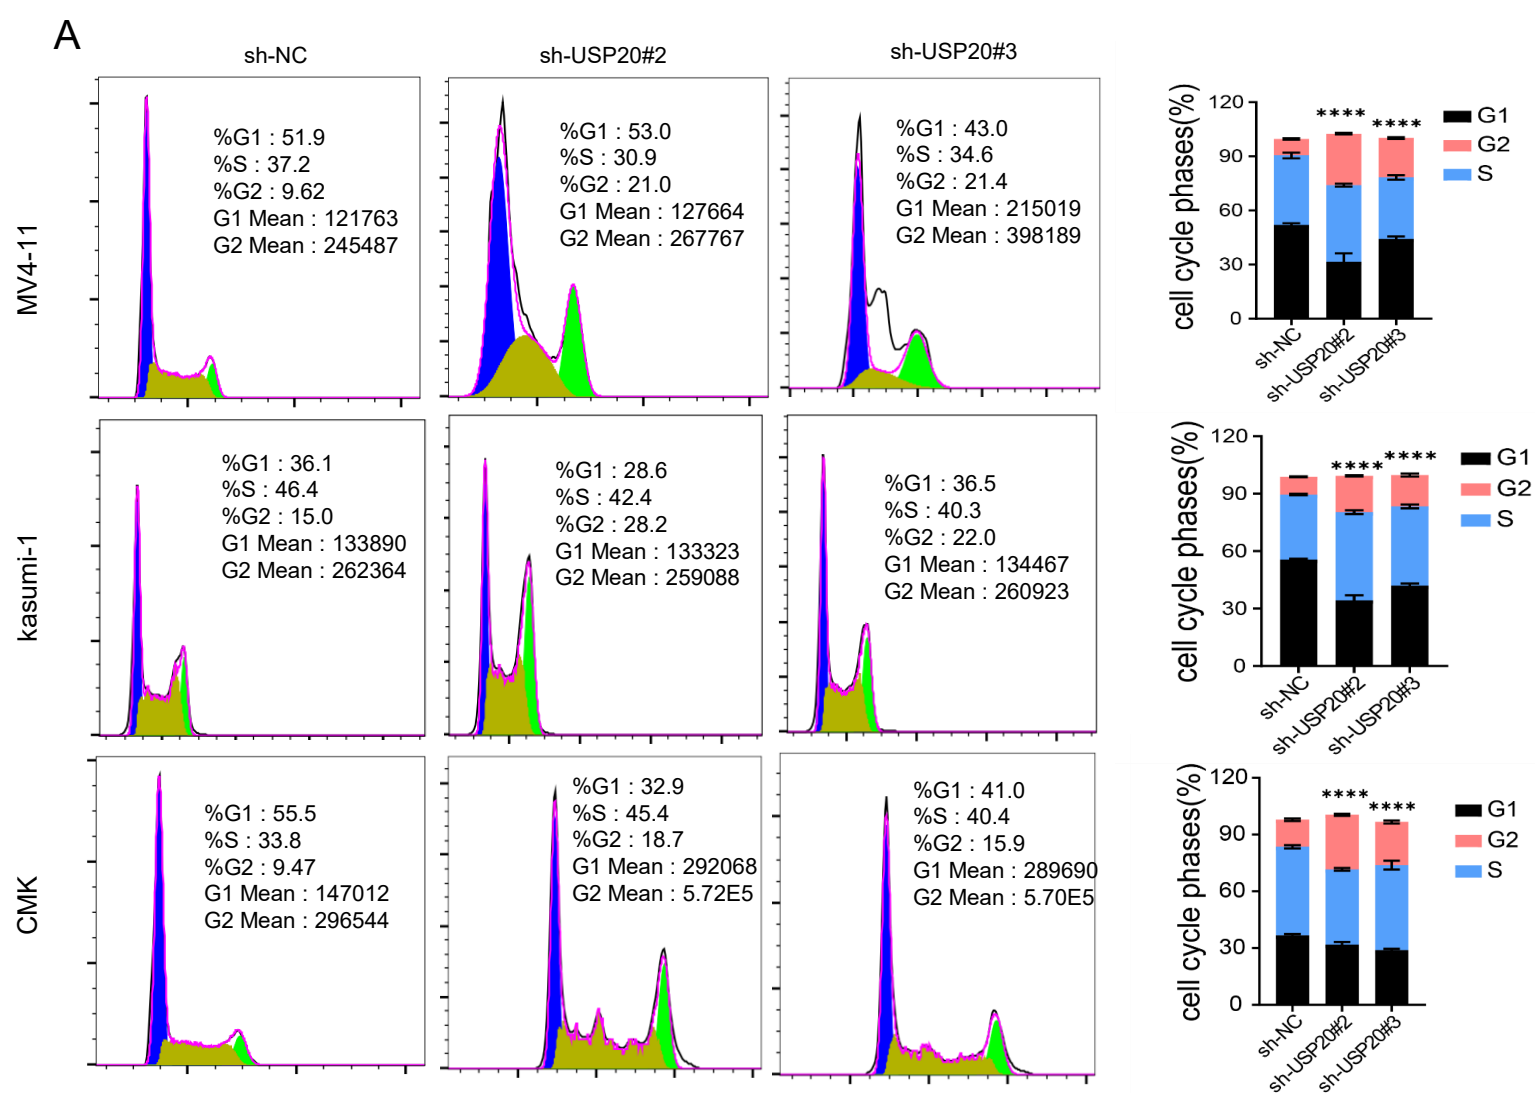 A
sh-NC
sh-USP20#2
sh-USP20#3
MV4-11
%G1 : 51.9
%S : 37.2
%G2 : 9.62
G1 Mean : 121763
G2 Mean : 245487
%G1 : 53.0
%S : 30.9
%G2 : 21.0
G1 Mean : 127664
G2 Mean : 267767
%G1 : 43.0
%S : 34.6
%G2 : 21.4
G1 Mean : 215019
G2 Mean : 398189
cell cycle phases(%)
120
90
60
30
0
****
****
G1
G2
S
sh-NC
sh-USP20#2
sh-USP20#3
kasumi-1
%G1 : 36.1
%S : 46.4
%G2 : 15.0
G1 Mean : 133890
G2 Mean : 262364
%G1 : 28.6
%S : 42.4
%G2 : 28.2
G1 Mean : 133323
G2 Mean : 259088
%G1 : 36.5
%S : 40.3
%G2 : 22.0
G1 Mean : 134467
G2 Mean : 260923
cell cycle phases(%)
120
90
60
30
0
****
****
G1
G2
S
sh-NC
sh-USP20#2
sh-USP20#3
CMK
%G1 : 55.5
%S : 33.8
%G2 : 9.47
G1 Mean : 147012
G2 Mean : 296544
%G1 : 32.9
%S : 45.4
%G2 : 18.7
G1 Mean : 292068
G2 Mean : 5.72E5
%G1 : 41.0
%S : 40.4
%G2 : 15.9
G1 Mean : 289690
G2 Mean : 5.70E5
cell cycle phases(%)
120
90
60
30
0
****
****
G1
G2
S
sh-NC
sh-USP20#2
sh-USP20#3